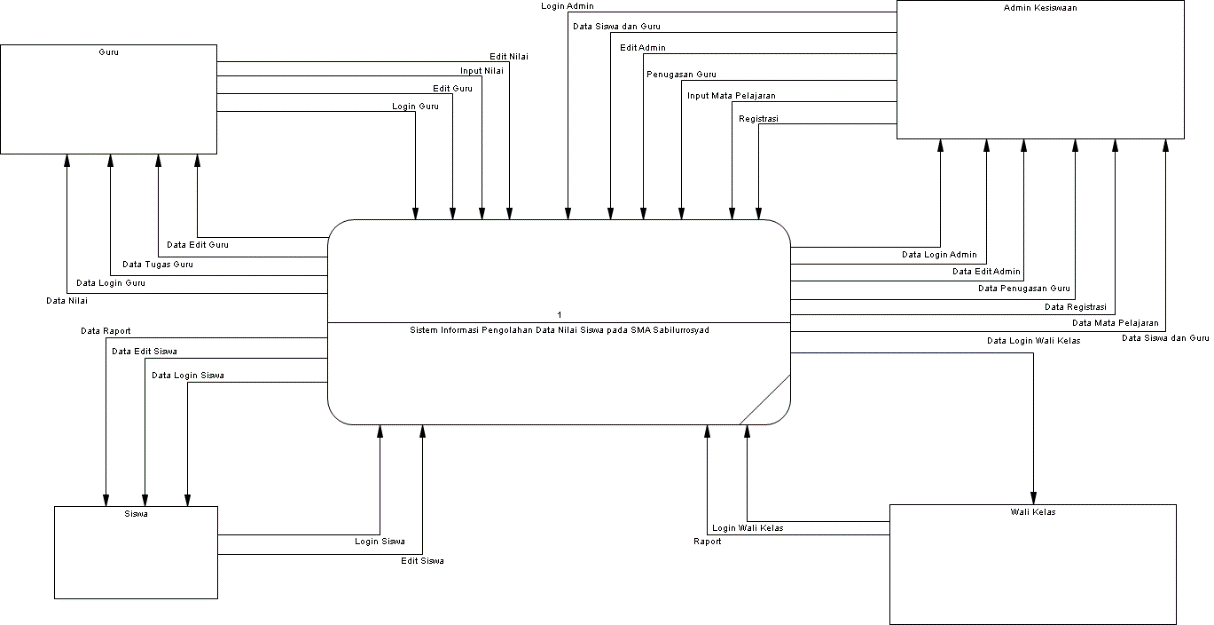 Login Admin
Admin Kesiswaan
Data Siswa dan Guru
Edit Admin
Guru
Edit Nilai
Input Nilai
Penugasan Guru
Edit Guru
Input Mata Pelajaran
Login Guru
Registrasi
Data Edit Guru
Data Login Admin
Data Tugas Guru
Data Edit Admin
Data Login Guru
Data Penugasan Guru
Data Nilai
Data Registrasi
1
Data Mata Pelajaran
Sistem Informasi Pengolahan Data Nilai Siswa pada SMA Sabilurrosyad
Data Raport
Data Siswa dan Guru
Data Login Wali Kelas
Data Edit Siswa
Data Login Siswa
Siswa
Wali Kelas
Login Wali Kelas
Login Siswa
Raport
Edit Siswa